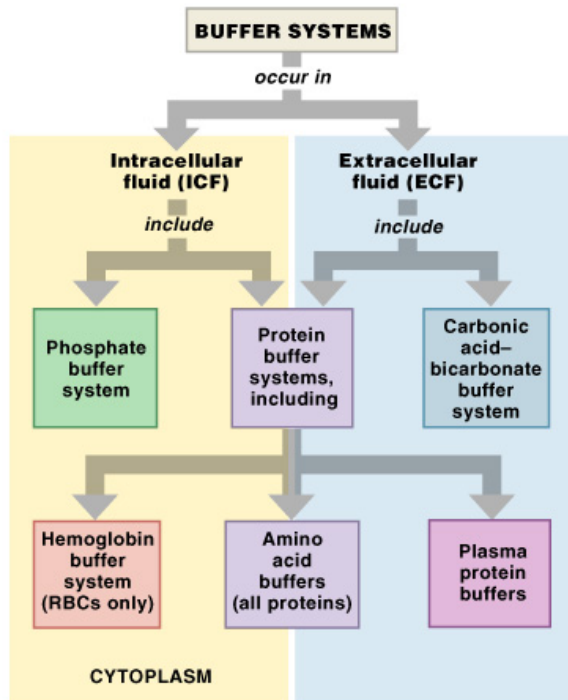 BUFFER SYSTEMS
occur in
Intracellular
fluid (ICF)
Extracellular
fluid (ECF)
include
include
Phosphate
buffer
system
Protein
buffer
systems,
including
Carbonic
acid–
bicarbonate
buffer
system
Hemoglobin
buffer
system
(RBCs only)
Amino
acid
buffers
(all proteins)
Plasma
protein
buffers
CYTOPLASM